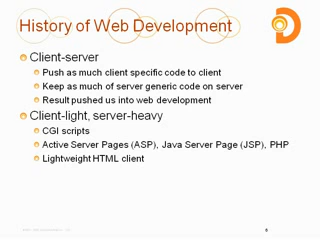 History of Web Development
Client-server
Push as much client specific code to client
Keep as much of server generic code on server
Result pushed us into web development
Client-light, server-heavy
CGI scripts
Active Server Pages (ASP), Java Server Page (JSP), PHP
Lightweight HTML client
6